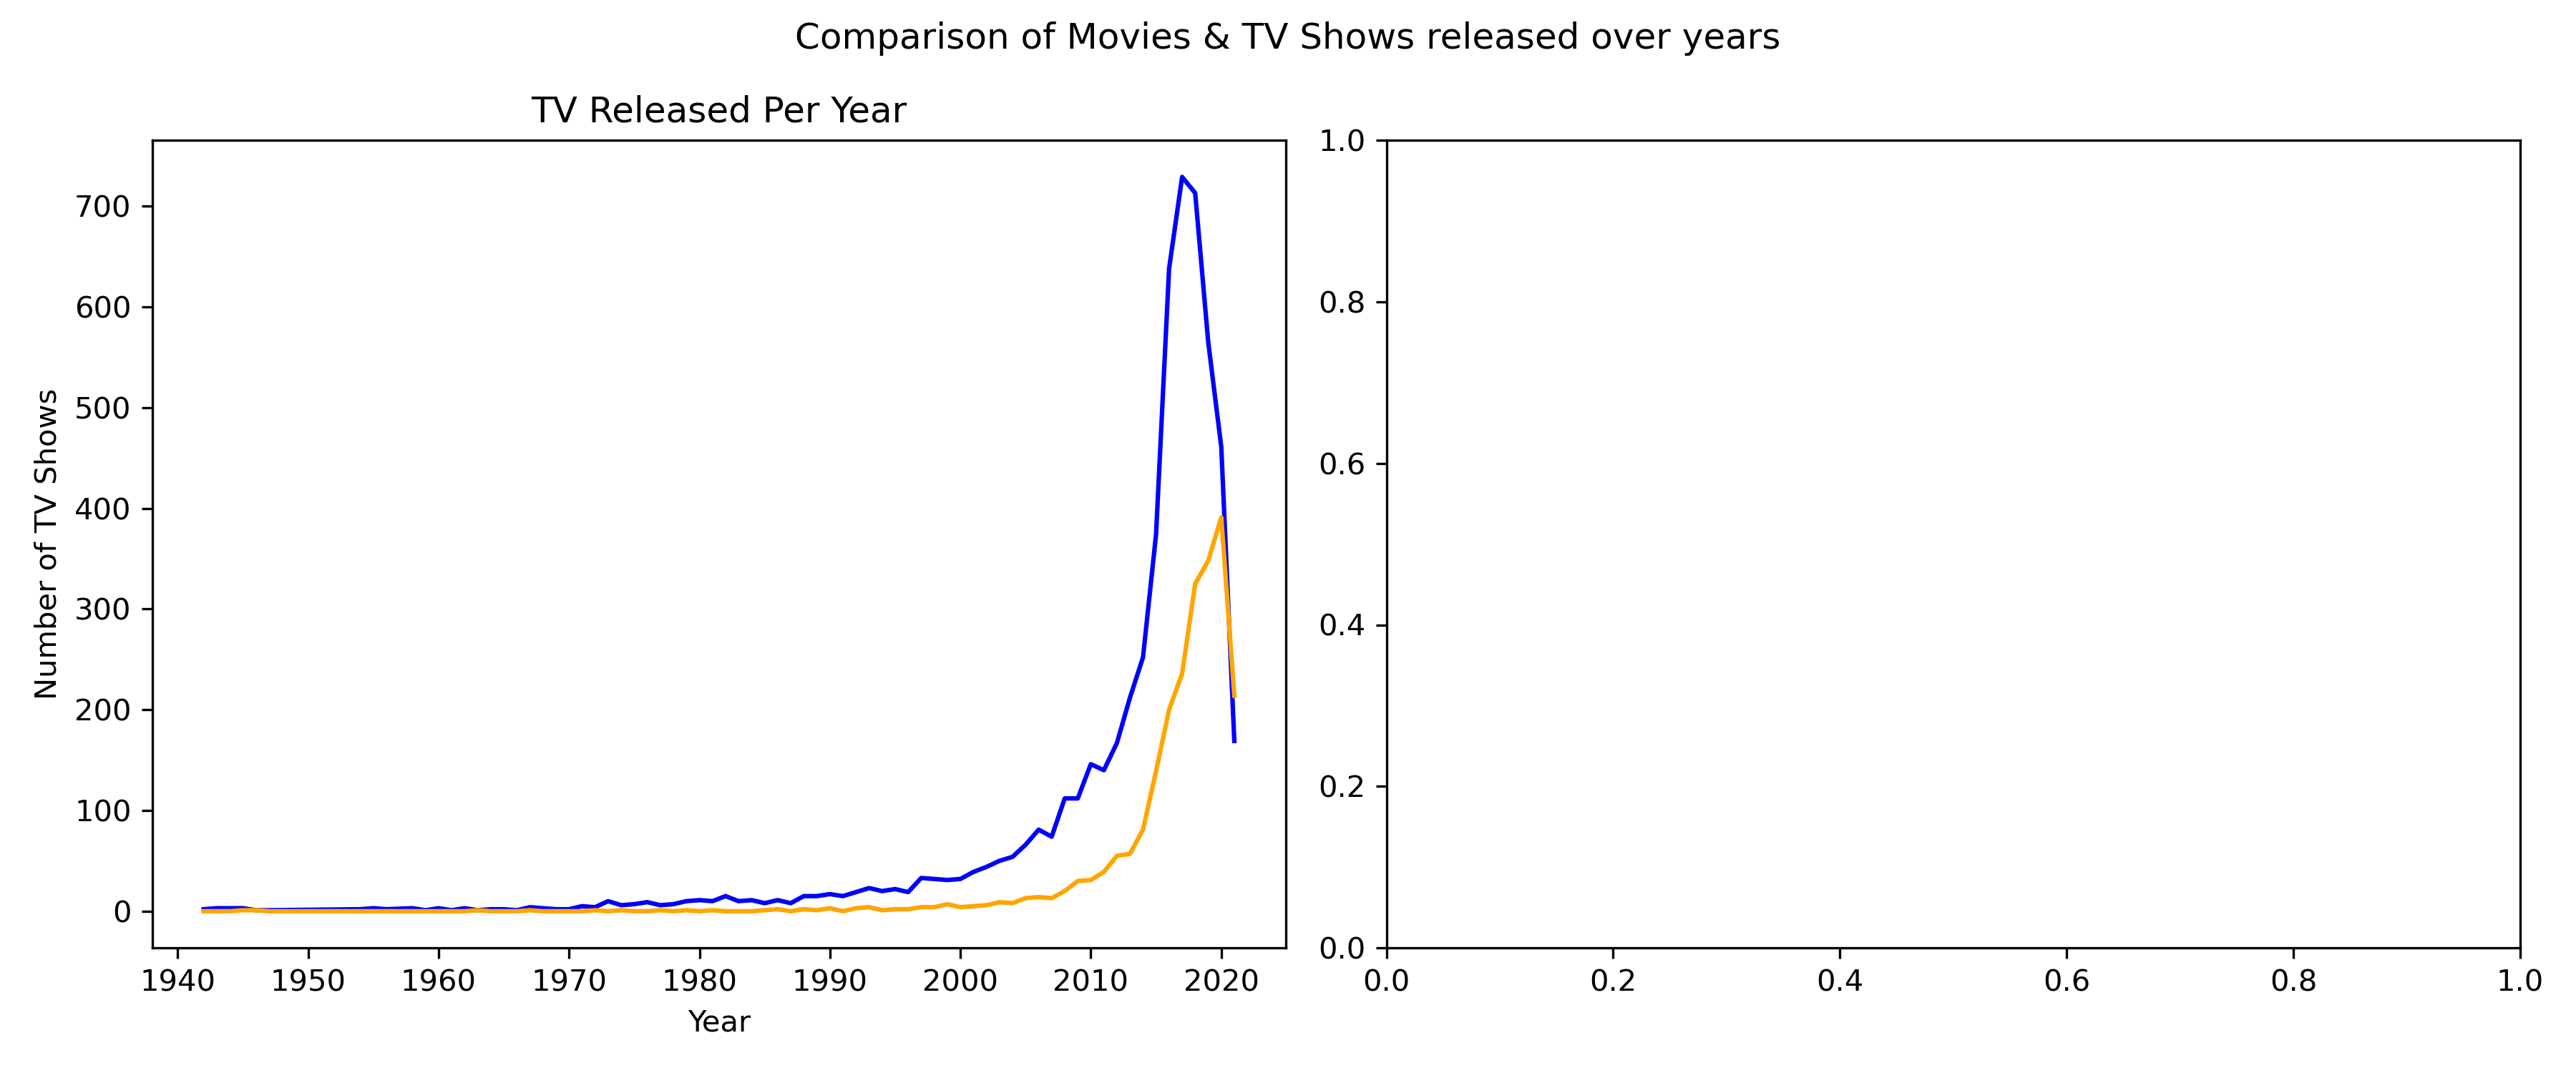 Comparison of Movies & TV Shows released over years
TV Released Per Year
Number of TV Shows
700
600
500
400
300
200
100
0
1940 1950 1960 1970 1980 1990 2000 2010 2020
Year
1.0
0.8
0.6
0.4
0.2
0.0
0.0 0.2 0.4 0.6 0.8 1.0